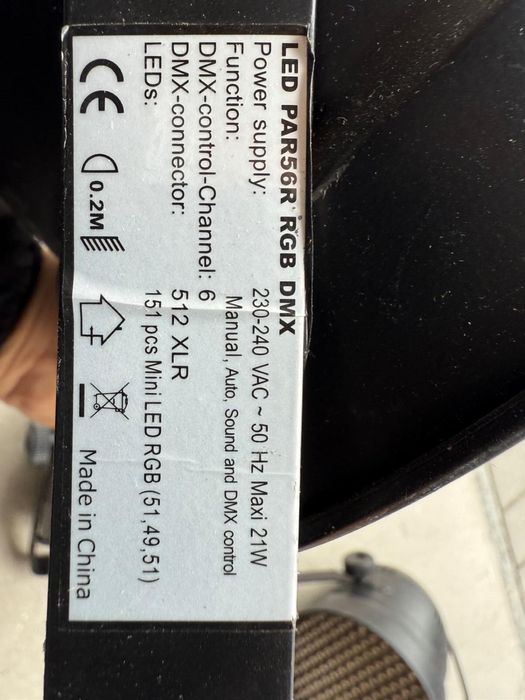 LED PAR56R RGB DMX
Power supply: 230-240 VAC ~ 50 Hz Maxi 21W
Function: Manual, Auto, Sound and DMX control
DMX-control-Channel: 6
DMX-connector: 512 XLR
LEDs: 151 pcs Mini LED RGB (51,49,51)
CE 0.2M Made in China